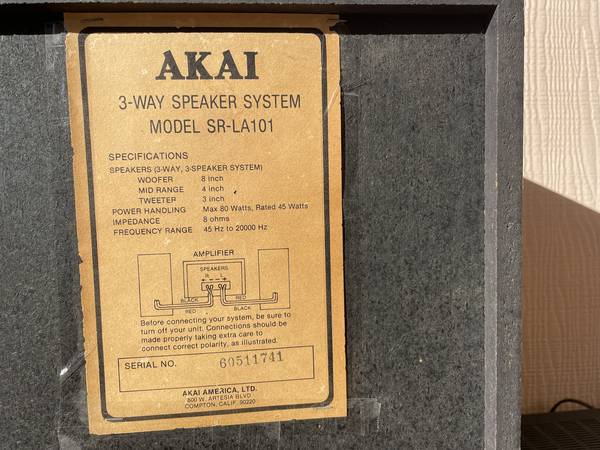 AKAI
3-WAY SPEAKER SYSTEM
MODEL SR-LA101
SPECIFICATIONS
SPEAKERS (3-WAY, 3-SPEAKER SYSTEM)
WOOFER 8 inch
MID RANGE 4 inch
TWEETER 3 inch
POWER HANDLING Max 80 Watts, Rated 45 Watts
IMPEDANCE 8 ohms
FREQUENCY RANGE 45 Hz to 20000 Hz
AMPLIFIER
SPEAKERS
R L
BLACK RED
RED BLACK
Before connecting your system, be sure to
turn off your unit. Connections should be
made properly taking extra care to
connect correct polarity, as illustrated.
SERIAL NO. 60511741
AKAI AMERICA, LTD.
800 W. ARTESIA BLVD
COMPTON, CALIF. 90220